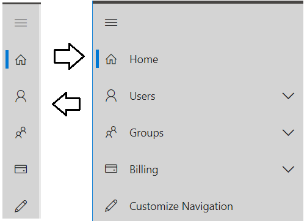 Home
Users
Groups
Billing
Customize Navigation